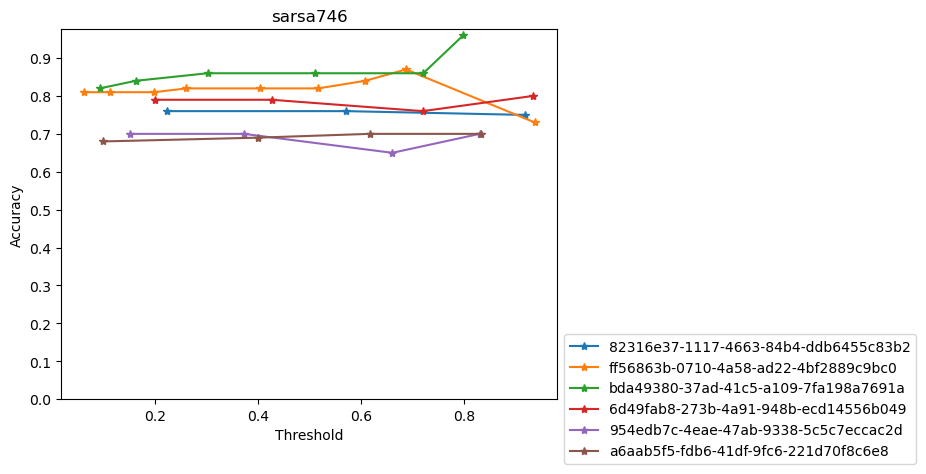 sarsa746
Accuracy
0.9
0.8
0.7
0.6
0.5
0.4
0.3
0.2
0.1
0.0
0.2 0.4 0.6 0.8
Threshold
82316e37-1117-4663-84b4-ddb6455c83b2
ff56863b-0710-4a58-ad22-4bf2889c9bc0
bda49380-37ad-41c5-a109-7fa198a7691a
6d49fab8-273b-4a91-948b-ecd14556b049
954edb7c-4eae-47ab-9338-5c5c7eccac2d
a6aab5f5-fdb6-41df-9fc6-221d70f8c6e8